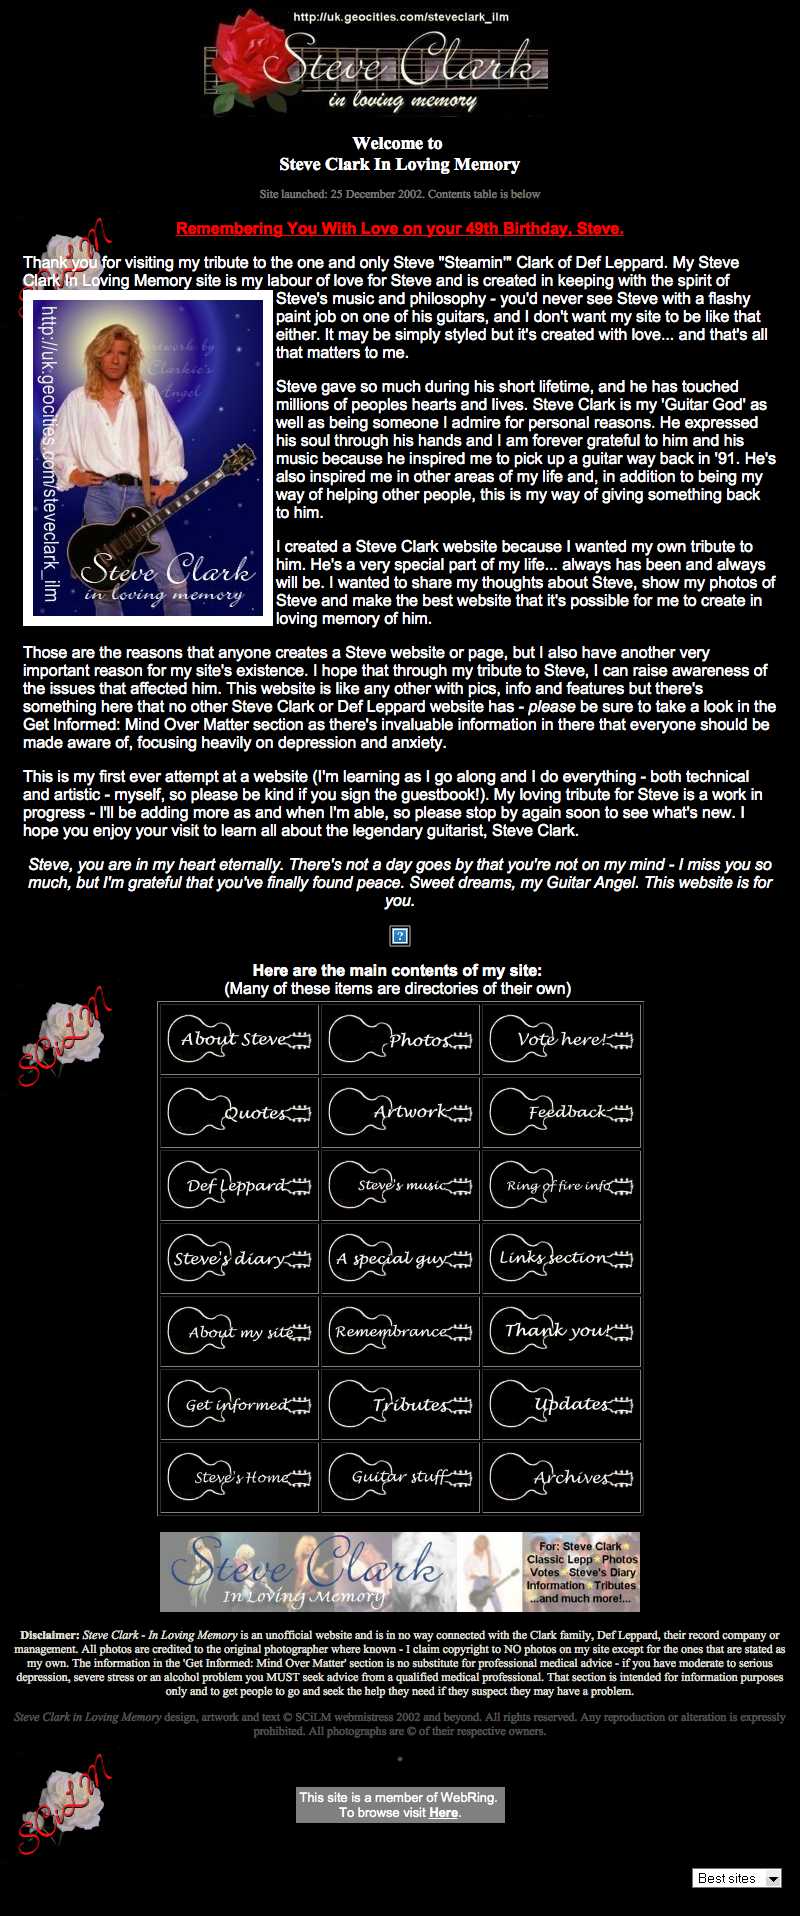 http://uk.geocities.com/steveclark_ilm
Steve Clark
in loving memory
Welcome to
Steve Clark In Loving Memory
Site launched: 25 December 2002. Contents table is below
SCiLM
Remembering You With Love on your 49th Birthday, Steve.
Thank you for visiting my tribute to the one and only Steve "Steamin'" Clark of Def Leppard. My Steve
Clark In Loving Memory site is my labour of love for Steve and is created in keeping with the spirit of
Steve's music and philosophy - you'd never see Steve with a flashy
paint job on one of his guitars, and I don't want my site to be like that
either. It may be simply styled but it's created with love... and that's all
that matters to me.
http://uk.geocities.com/steveclark_ilm
Artwork by
Clarkie's
Angel
Steve Clark
in loving memory
Steve gave so much during his short lifetime, and he has touched
millions of peoples hearts and lives. Steve Clark is my 'Guitar God' as
well as being someone I admire for personal reasons. He expressed
his soul through his hands and I am forever grateful to him and his
music because he inspired me to pick up a guitar way back in '91. He's
also inspired me in other areas of my life and, in addition to being my
way of helping other people, this is my way of giving something back
to him.
I created a Steve Clark website because I wanted my own tribute to
him. He's a very special part of my life... always has been and always
will be. I wanted to share my thoughts about Steve, show my photos of
Steve and make the best website that it's possible for me to create in
loving memory of him.
Those are the reasons that anyone creates a Steve website or page, but I also have another very
important reason for my site's existence. I hope that through my tribute to Steve, I can raise awareness of
the issues that affected him. This website is like any other with pics, info and features but there's
something here that no other Steve Clark or Def Leppard website has - please be sure to take a look in the
Get Informed: Mind Over Matter section as there's invaluable information in there that everyone should be
made aware of, focusing heavily on depression and anxiety.
This is my first ever attempt at a website (I'm learning as I go along and I do everything - both technical
and artistic - myself, so please be kind if you sign the guestbook!). My loving tribute for Steve is a work in
progress - I'll be adding more as and when I'm able, so please stop by again soon to see what's new. I
hope you enjoy your visit to learn all about the legendary guitarist, Steve Clark.
Steve, you are in my heart eternally. There's not a day goes by that you're not on my mind - I miss you so
much, but I'm grateful that you've finally found peace. Sweet dreams, my Guitar Angel. This website is for
you.
?
Here are the main contents of my site:
(Many of these items are directories of their own)
SCiLM
About Steve Photos Vote here!
Quotes Artwork Feedback
Def Leppard Steve's music Ring of fire info
Steve's diary A special guy Links section
About my site Remembrance Thank you!
Get informed Tributes Updates
Steve's Home Guitar stuff Archives
Steve Clark
In Loving Memory
For: Steve Clark
Classic Lepp Photos
Votes Steve's Diary
Information Tributes
...and much more!...
Disclaimer: Steve Clark - In Loving Memory is an unofficial website and is in no way connected with the Clark family, Def Leppard, their record company or
management. All photos are credited to the original photographer where known - I claim copyright to NO photos on my site except for the ones that are stated as
my own. The information in the 'Get Informed: Mind Over Matter' section is no substitute for professional medical advice - if you have moderate to serious
depression, severe stress or an alcohol problem you MUST seek advice from a qualified medical professional. That section is intended for information purposes
only and to get people to go and seek the help they need if they suspect they may have a problem.
Steve Clark in Loving Memory design, artwork and text © SCiLM webmistress 2002 and beyond. All rights reserved. Any reproduction or alteration is expressly
prohibited. All photographs are © of their respective owners.
*
SCiLM
This site is a member of WebRing.
To browse visit Here.
Best sites